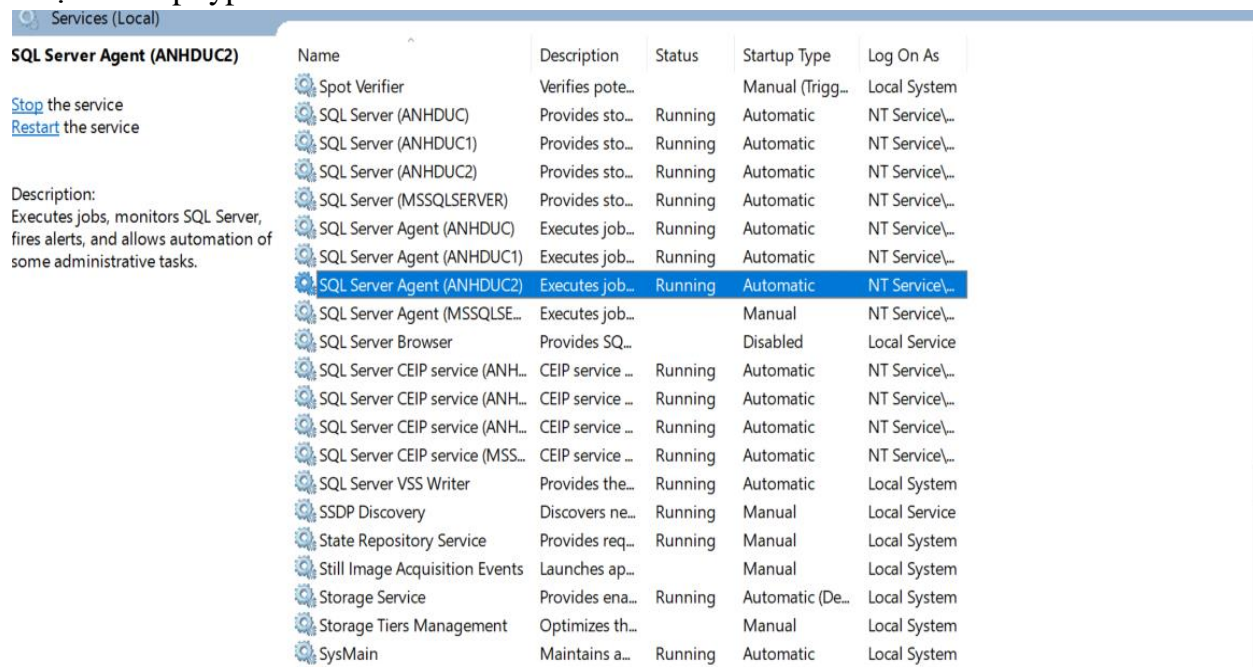 Services (Local)
SQL Server Agent (ANHDUC2)
Stop the service
Restart the service
Description:
Executes jobs, monitors SQL Server,
fires alerts, and allows automation of
some administrative tasks.
Name Description Status Startup Type Log On As
Spot Verifier Verifies pote... Manual (Trigg... Local System
SQL Server (ANHDUC) Provides sto... Running Automatic NT Service\...
SQL Server (ANHDUC1) Provides sto... Running Automatic NT Service\...
SQL Server (ANHDUC2) Provides sto... Running Automatic NT Service\...
SQL Server (MSSQLSERVER) Provides sto... Running Automatic NT Service\...
SQL Server Agent (ANHDUC) Executes job... Running Automatic NT Service\...
SQL Server Agent (ANHDUC1) Executes job... Running Automatic NT Service\...
SQL Server Agent (ANHDUC2) Executes job... Running Automatic NT Service\...
SQL Server Agent (MSSQLSE... Executes job... Manual NT Service\...
SQL Server Browser Provides SQ... Disabled Local Service
SQL Server CEIP service (ANH... CEIP service ... Running Automatic NT Service\...
SQL Server CEIP service (ANH... CEIP service ... Running Automatic NT Service\...
SQL Server CEIP service (ANH... CEIP service ... Running Automatic NT Service\...
SQL Server CEIP service (MSS... CEIP service ... Running Automatic NT Service\...
SQL Server VSS Writer Provides the... Running Automatic Local System
SSDP Discovery Discovers ne... Running Manual Local Service
State Repository Service Provides req... Running Manual Local System
Still Image Acquisition Events Launches ap... Manual Local System
Storage Service Provides ena... Running Automatic (De... Local System
Storage Tiers Management Optimizes th... Manual Local System
SysMain Maintains a... Running Automatic Local System